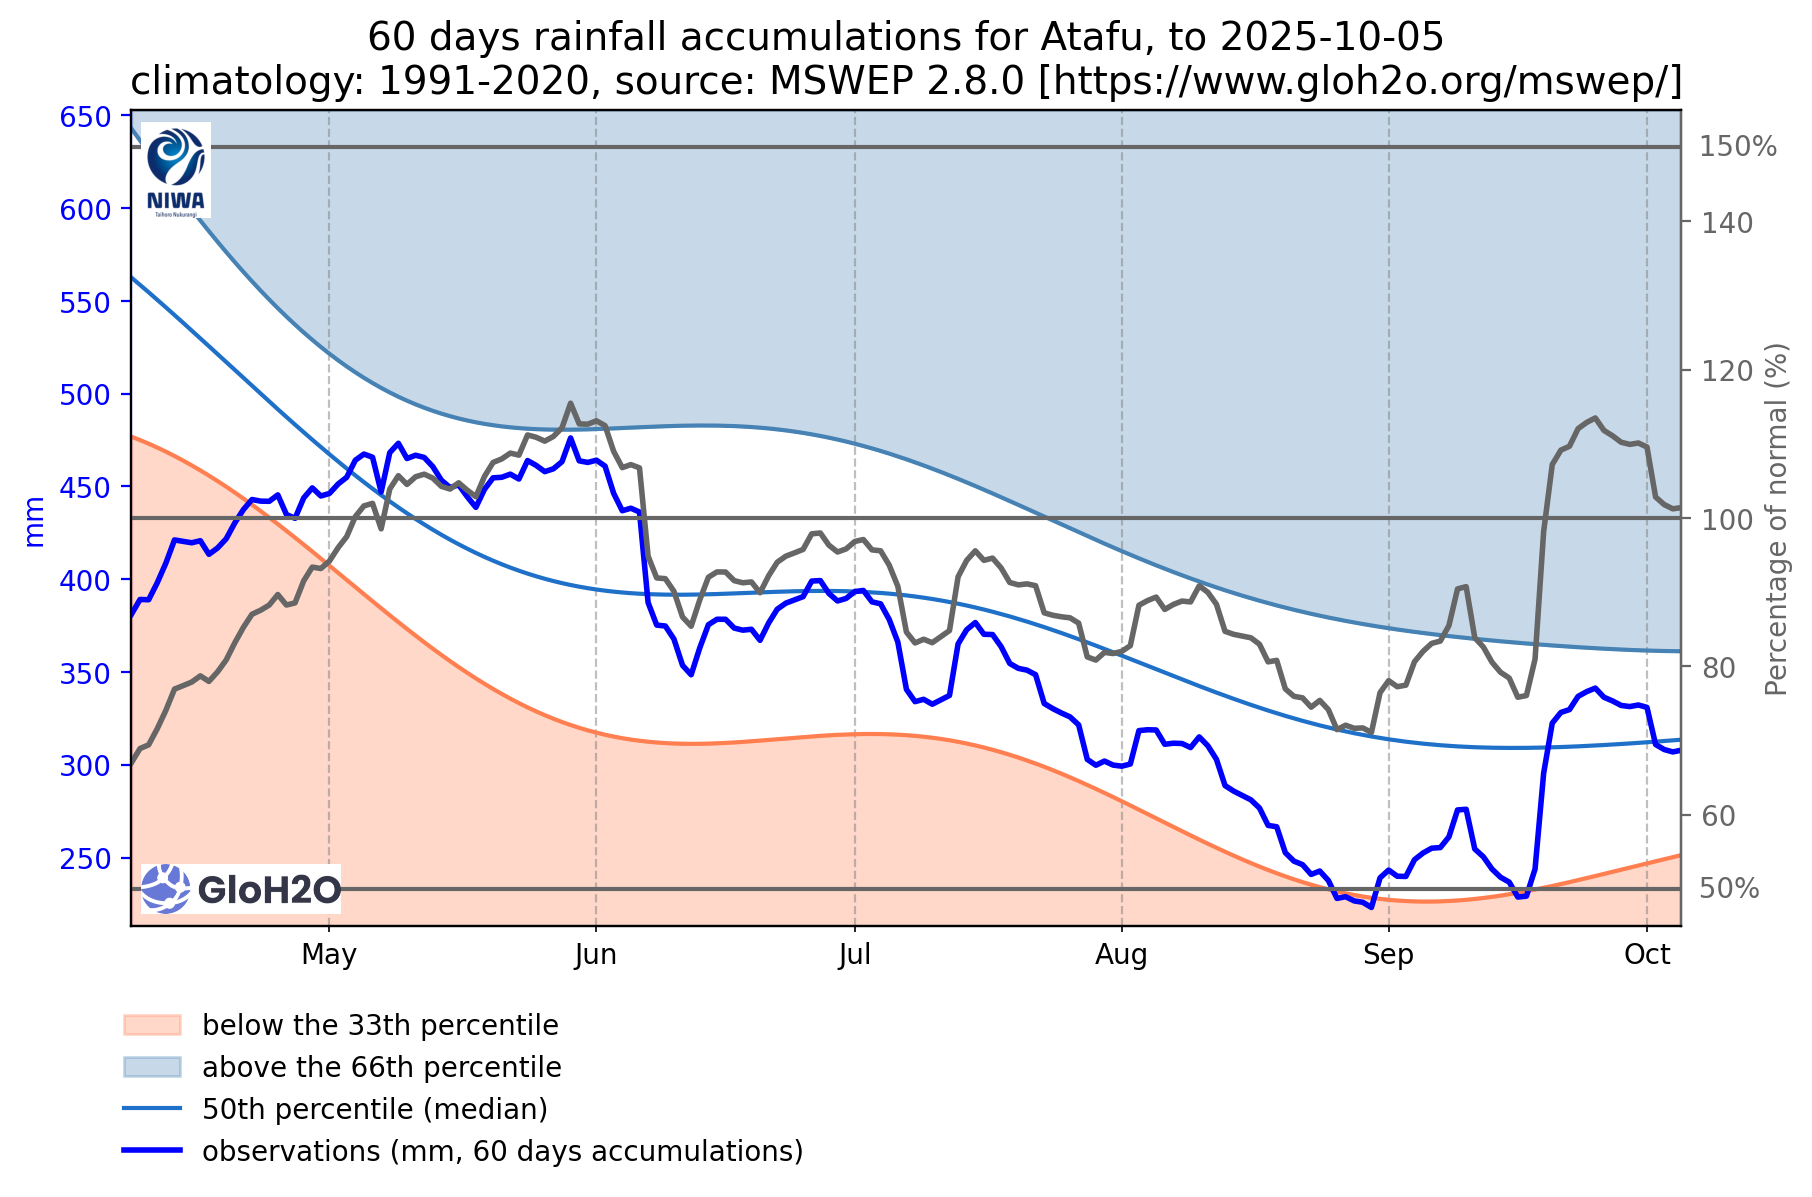 60 days rainfall accumulations for Atafu, to 2025-10-05
climatology: 1991-2020, source: MSWEP 2.8.0 [https://www.gloh2o.org/mswep/]
650
600
550
500
450
400
350
300
250
mm
NIWA
Taihoro Nukurangi
GloH2O
150%
140
120
100
80
60
50%
Percentage of normal (%)
May Jun Jul Aug Sep Oct
below the 33th percentile
above the 66th percentile
50th percentile (median)
observations (mm, 60 days accumulations)